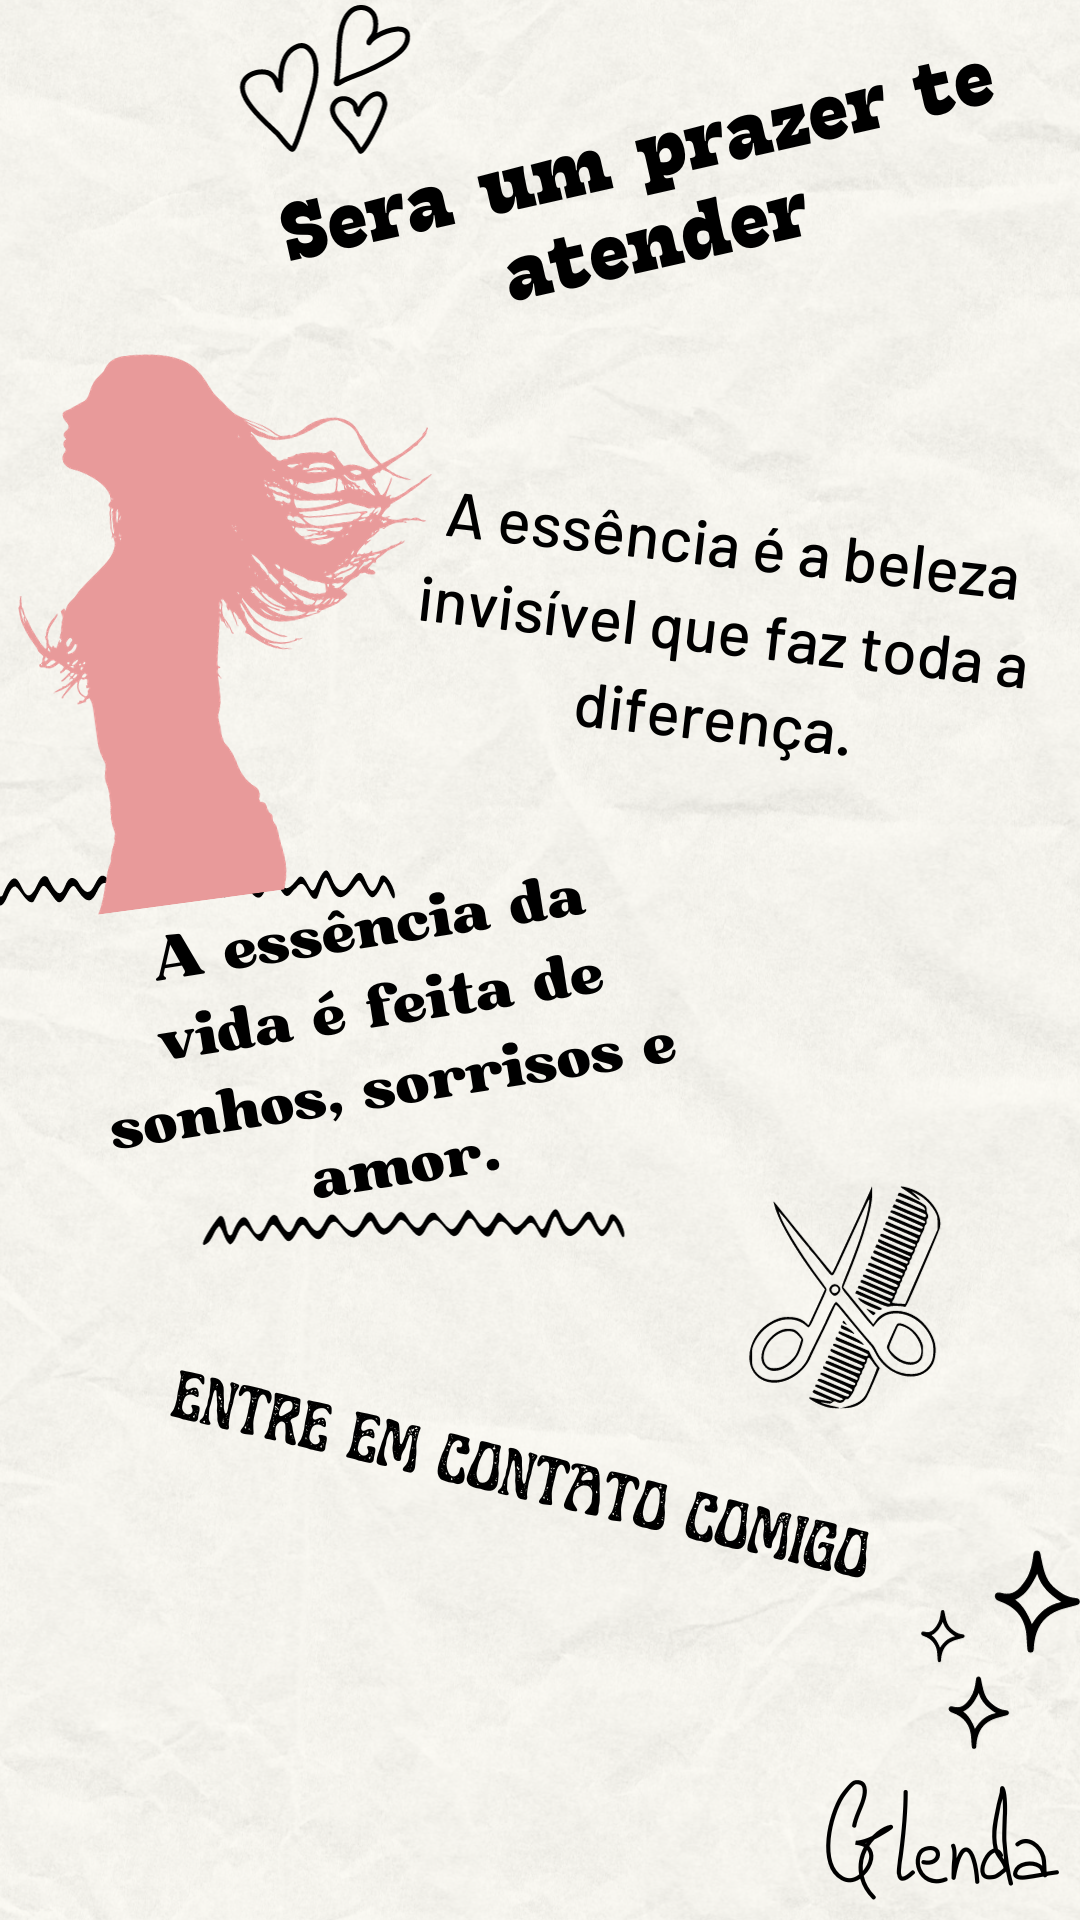 Sera um prazer te
atender
A essência é a beleza
invisível que faz toda a
diferença.
A essência da
vida é feita de
sonhos, sorrisos e
amor.
ENTRE EM CONTATO COMIGO
Glenda